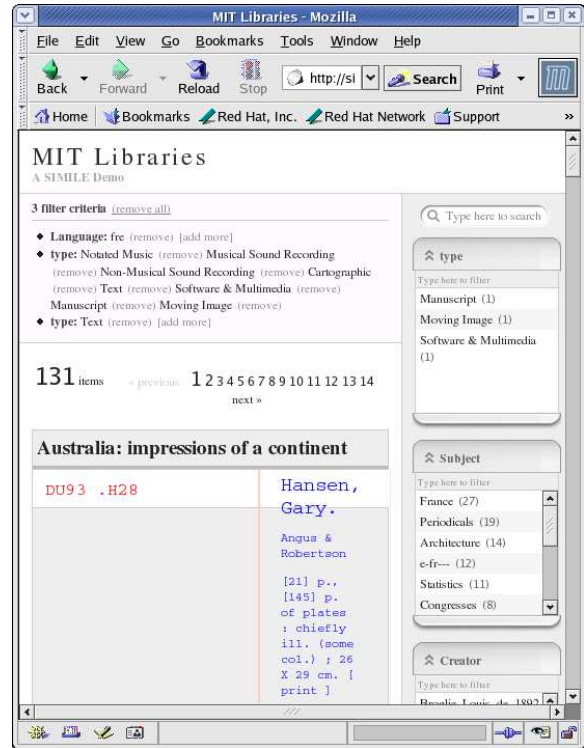 MIT Libraries - Mozilla
File Edit View Go Bookmarks Tools Window Help
Back Forward Reload Stop http://si Search Print
Home Bookmarks Red Hat, Inc. Red Hat Network Support »
MIT Libraries
A SIMILE Demo
3 filter criteria (remove all)
Language: fre (remove) [add more]
type: Notated Music (remove) Musical Sound Recording
(remove) Non-Musical Sound Recording (remove) Cartographic
(remove) Text (remove) Software & Multimedia (remove)
Manuscript (remove) Moving Image (remove)
type: Text (remove) [add more]
131 items « previous 1 2 3 4 5 6 7 8 9 10 11 12 13 14
next »
Australia: impressions of a continent
DU93 .H28
Hansen,
Gary.
Angus &
Robertson
[21] p.,
[145] p.
of plates
: chiefly
ill. (some
col.) ; 26
X 29 cm. [
print ]
Type here to search
type
Type here to filter
Manuscript (1)
Moving Image (1)
Software & Multimedia
(1)
Subject
Type here to filter
France (27)
Periodicals (19)
Architecture (14)
e-fr--- (12)
Statistics (11)
Congresses (8)
Creator
Type here to filter
Broglie, Louis de, 1892